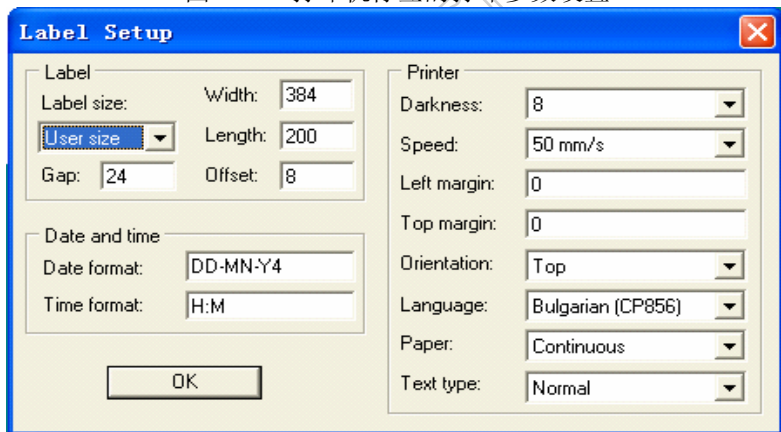 Label Setup
Label
Label size:
User size
Width: 384
Length: 200
Gap: 24
Offset: 8
Date and time
Date format: DD-MN-Y4
Time format: H:M
OK
Printer
Darkness: 8
Speed: 50 mm/s
Left margin: 0
Top margin: 0
Orientation: Top
Language: Bulgarian (CP856)
Paper: Continuous
Text type: Normal